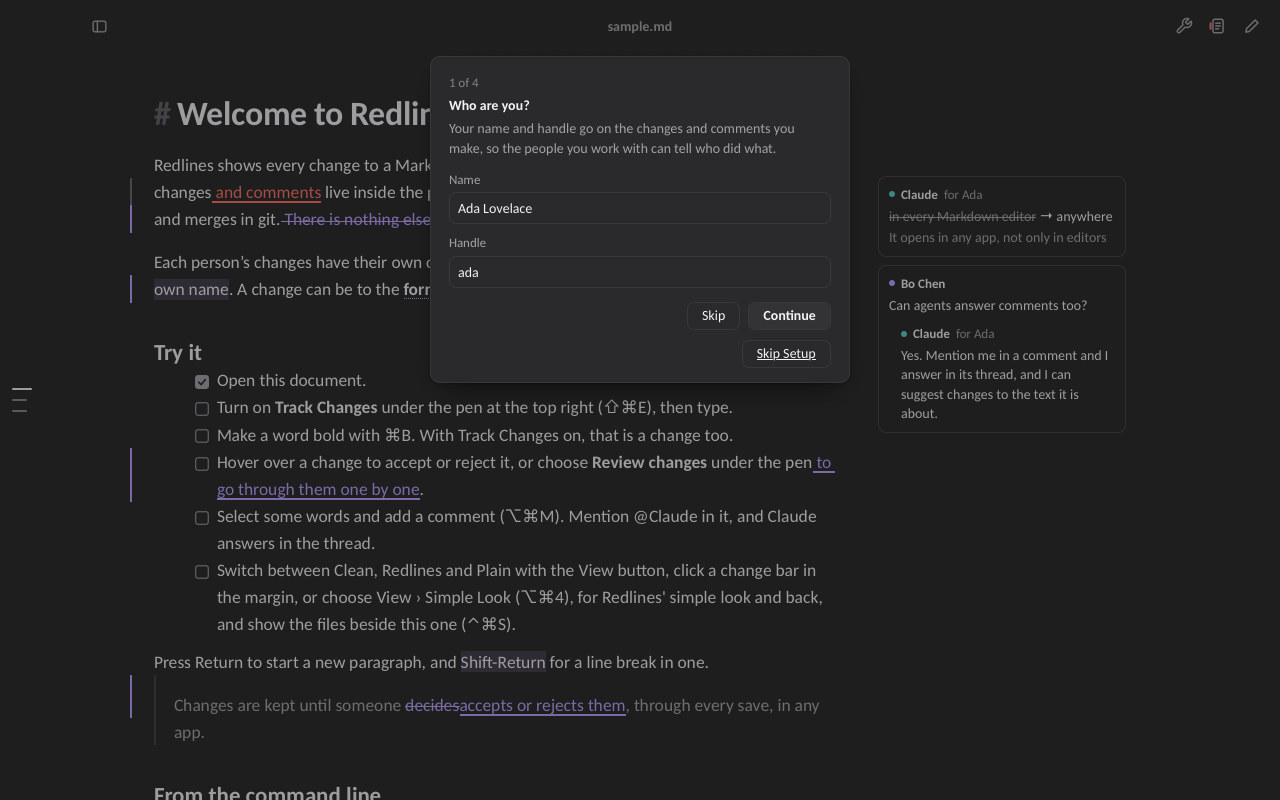 sample.md
# Welcome to Redlin
Redlines shows every change to a Mark
changes and comments live inside the
and merges in git. There is nothing else
Each person’s changes have their own
own name. A change can be to the form
Try it
Open this document.
Turn on Track Changes under the pen at the top right (⇧⌘E), then type.
Make a word bold with ⌘B. With Track Changes on, that is a change too.
Hover over a change to accept or reject it, or choose Review changes under the pen to
go through them one by one.
Select some words and add a comment (⌥⌘M). Mention @Claude in it, and Claude
answers in the thread.
Switch between Clean, Redlines and Plain with the View button, click a change bar in
the margin, or choose View › Simple Look (⌥⌘4), for Redlines' simple look and back,
and show the files beside this one (⌃⌘S).
Press Return to start a new paragraph, and Shift-Return for a line break in one.
Changes are kept until someone decidesaccepts or rejects them, through every save, in any
app.
From the command line
1 of 4
Who are you?
Your name and handle go on the changes and comments you
make, so the people you work with can tell who did what.
Name
Ada Lovelace
Handle
ada
Skip
Continue
Skip Setup
Claude for Ada
in every Markdown editor → anywhere
It opens in any app, not only in editors
Bo Chen
Can agents answer comments too?
Claude for Ada
Yes. Mention me in a comment and I
answer in its thread, and I can
suggest changes to the text it is
about.